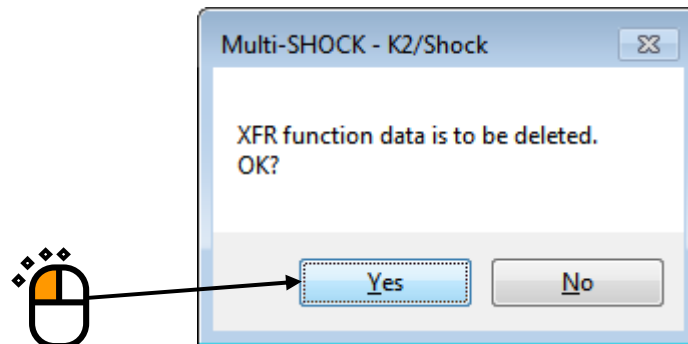 Multi-SHOCK - K2/Shock
XFR function data is to be deleted.
OK?
Yes
No